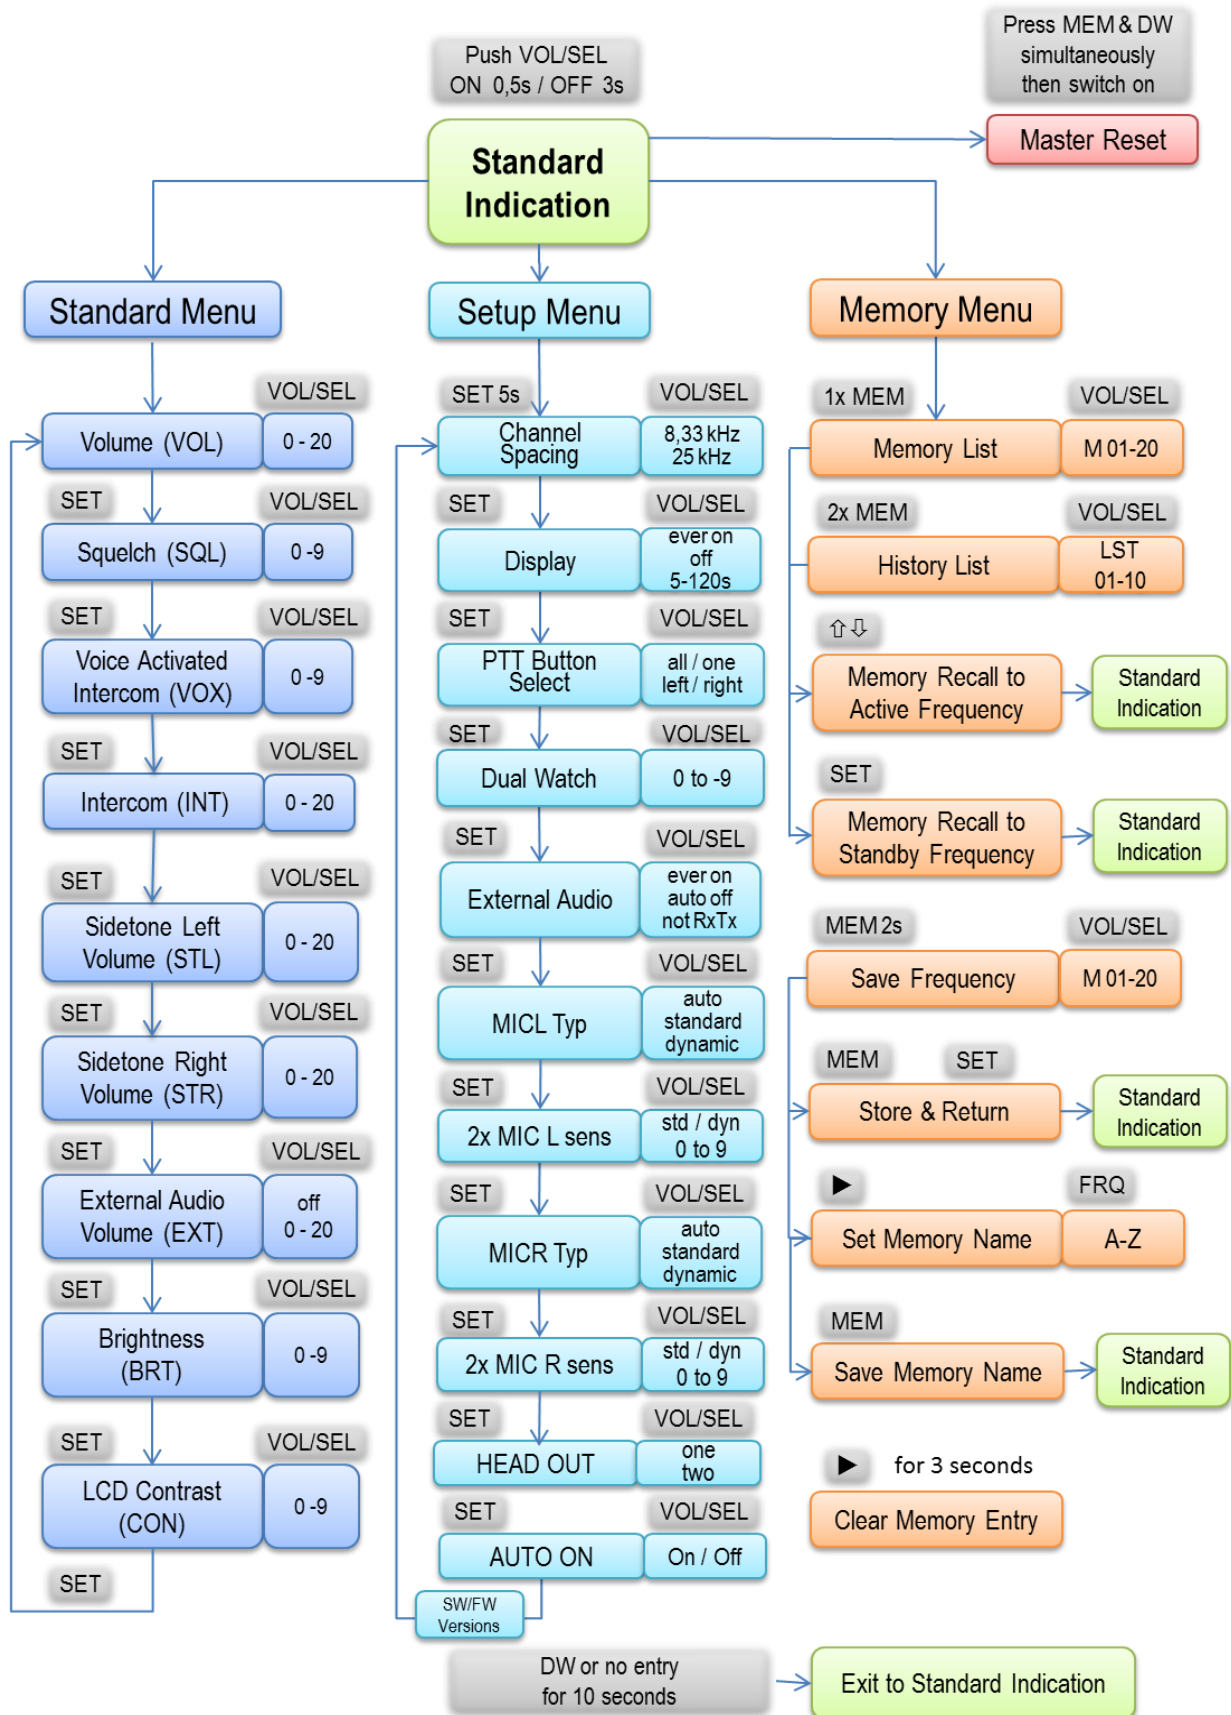 Push VOL/SEL
ON 0,5s / OFF 3s
Press MEM & DW
simultaneously
then switch on
Standard
Indication
Master Reset
Standard Menu
VOL/SEL
Volume (VOL)
0 - 20
SET
VOL/SEL
Squelch (SQL)
0 -9
SET
VOL/SEL
Voice Activated
Intercom (VOX)
0 -9
SET
VOL/SEL
Intercom (INT)
0 - 20
SET
VOL/SEL
Sidetone Left
Volume (STL)
0 - 20
SET
VOL/SEL
Sidetone Right
Volume (STR)
0 - 20
SET
VOL/SEL
External Audio
Volume (EXT)
off
0 - 20
SET
VOL/SEL
Brightness
(BRT)
0 -9
SET
VOL/SEL
LCD Contrast
(CON)
0 -9
SET
Setup Menu
SET 5s
VOL/SEL
Channel
Spacing
8,33 kHz
25 kHz
SET
VOL/SEL
Display
ever on
off
5-120s
SET
VOL/SEL
PTT Button
Select
all / one
left / right
SET
VOL/SEL
Dual Watch
0 to -9
SET
VOL/SEL
External Audio
ever on
auto off
not RxTx
SET
VOL/SEL
MICL Typ
auto
standard
dynamic
SET
VOL/SEL
2x MIC L sens
std / dyn
0 to 9
SET
VOL/SEL
MICR Typ
auto
standard
dynamic
SET
VOL/SEL
2x MIC R sens
std / dyn
0 to 9
SET
VOL/SEL
HEAD OUT
one
two
SET
VOL/SEL
AUTO ON
On / Off
SW/FW
Versions
Memory Menu
1x MEM
VOL/SEL
Memory List
M 01-20
2x MEM
VOL/SEL
History List
LST
01-10
⇧⇩
Memory Recall to
Active Frequency
Standard
Indication
SET
Memory Recall to
Standby Frequency
Standard
Indication
MEM 2s
VOL/SEL
Save Frequency
M 01-20
MEM
SET
Store & Return
Standard
Indication
▶
FRQ
Set Memory Name
A-Z
MEM
Save Memory Name
Standard
Indication
▶ for 3 seconds
Clear Memory Entry
DW or no entry
for 10 seconds
Exit to Standard Indication